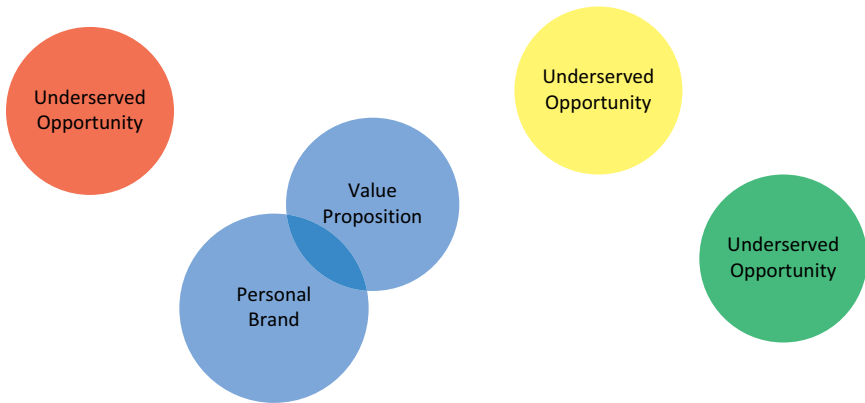 Underserved
Opportunity
Underserved
Opportunity
Value
Proposition
Underserved
Opportunity
Personal
Brand